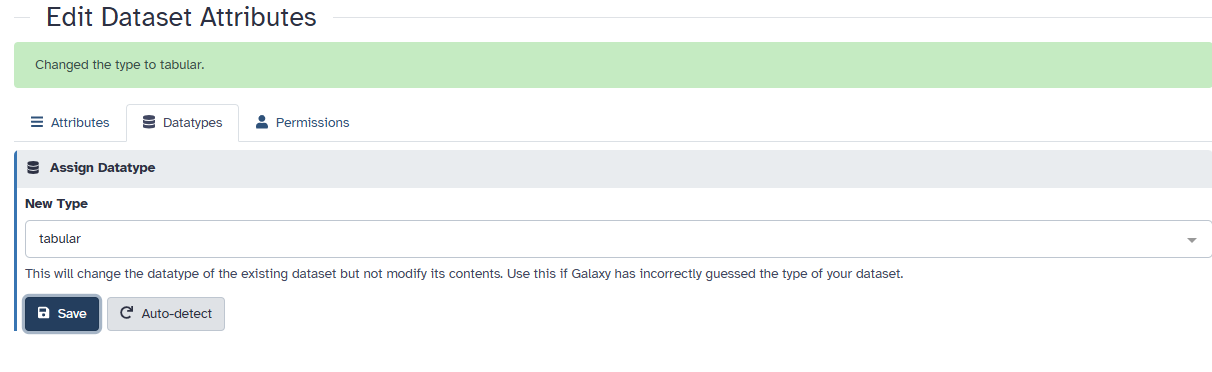 Edit Dataset Attributes
Changed the type to tabular.
Attributes Datatypes Permissions
Assign Datatype
New Type
tabular
This will change the datatype of the existing dataset but not modify its contents. Use this if Galaxy has incorrectly guessed the type of your dataset.
Save Auto-detect